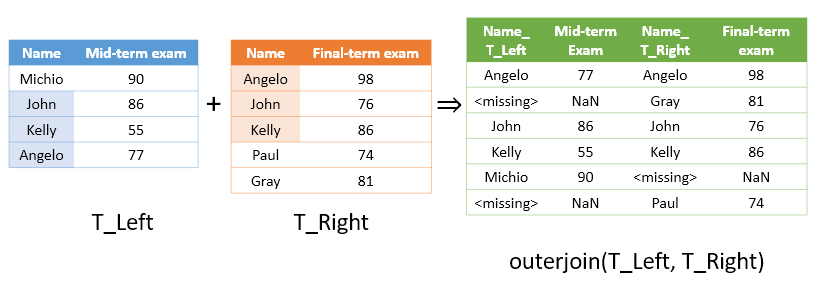 Name Mid-term exam
Michio 90
John 86
Kelly 55
Angelo 77
T_Left
+
Name Final-term exam
Angelo 98
John 76
Kelly 86
Paul 74
Gray 81
T_Right
⇒
Name_ Mid-term Name_ Final-term
T_Left Exam T_Right exam
Angelo 77 Angelo 98
<missing> NaN Gray 81
John 86 John 76
Kelly 55 Kelly 86
Michio 90 <missing> NaN
<missing> NaN Paul 74
outerjoin(T_Left, T_Right)